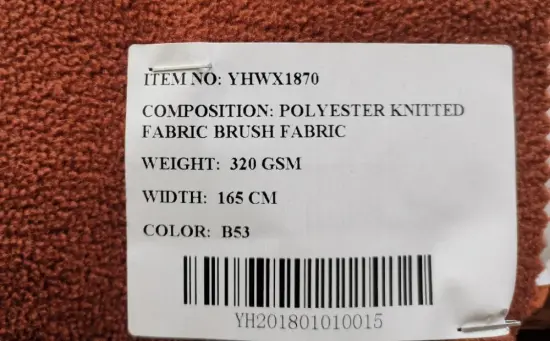 ITEM NO: YHWX1870
COMPOSITION: POLYESTER KNITTED
FABRIC BRUSH FABRIC
WEIGHT: 320 GSM
WIDTH: 165 CM
COLOR: B53
YH201801010015